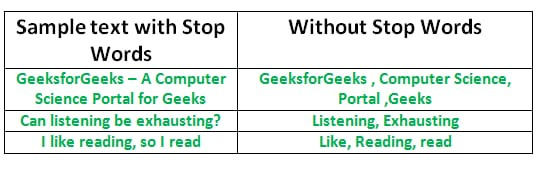 Sample text with Stop
Words
Without Stop Words
GeeksforGeeks – A Computer
Science Portal for Geeks
GeeksforGeeks , Computer Science,
Portal ,Geeks
Can listening be exhausting?
Listening, Exhausting
I like reading, so I read
Like, Reading, read